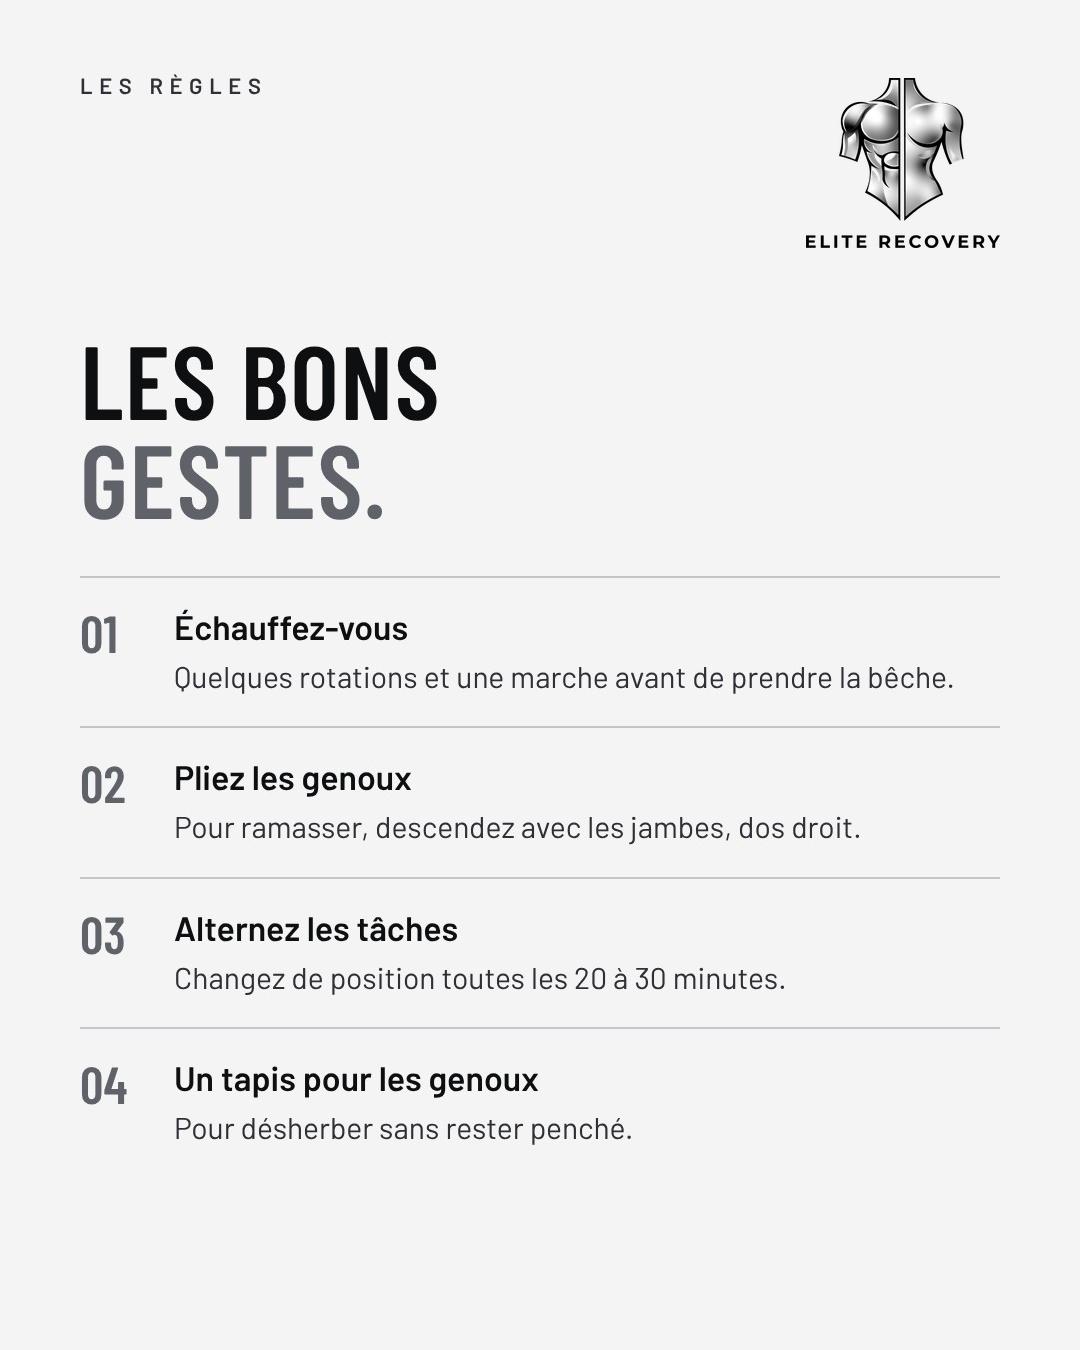 LES RÈGLES
ELITE RECOVERY
LES BONS
GESTES.
01
Échauffez-vous
Quelques rotations et une marche avant de prendre la bêche.
02
Pliez les genoux
Pour ramasser, descendez avec les jambes, dos droit.
03
Alternez les tâches
Changez de position toutes les 20 à 30 minutes.
04
Un tapis pour les genoux
Pour désherber sans rester penché.